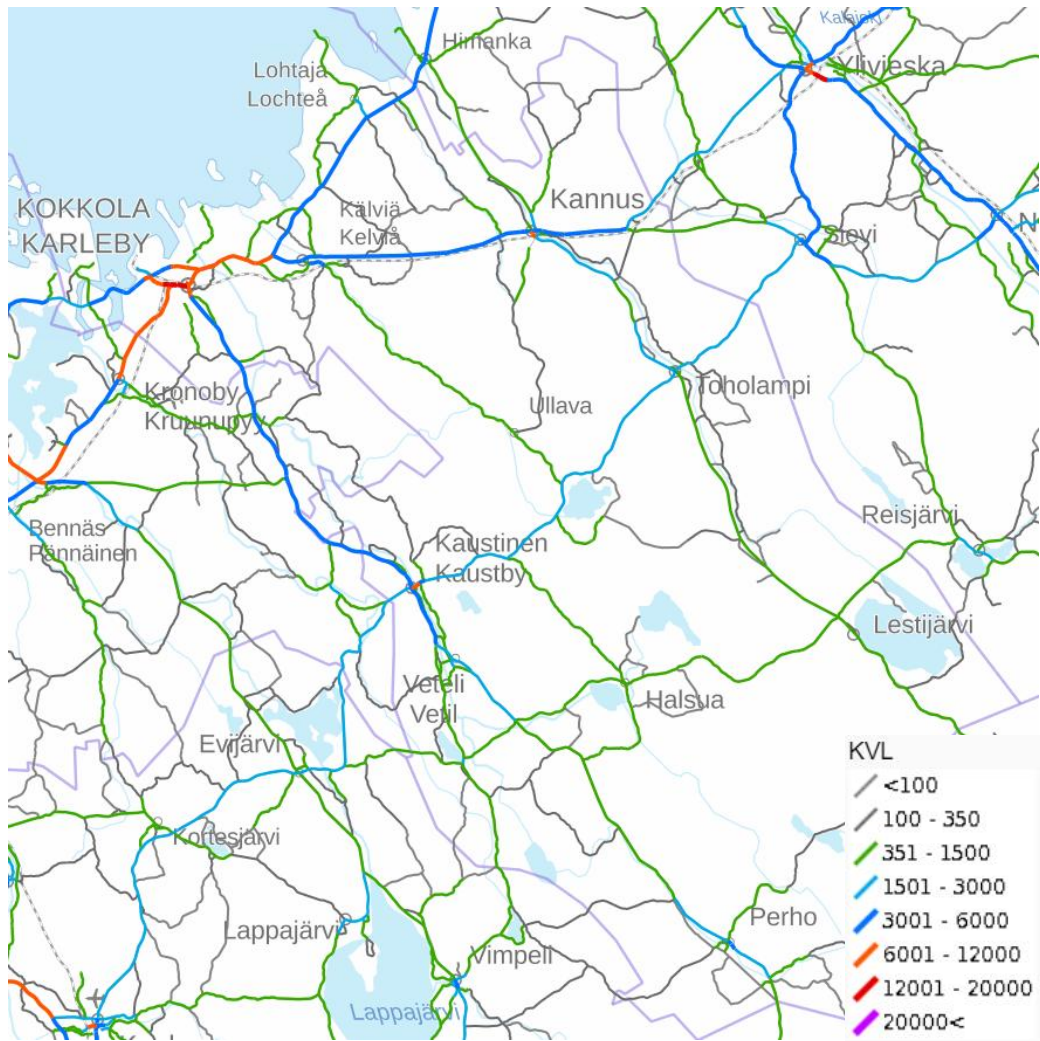 Kalajoki
Himanka
Ylivieska
Lohtaja
Lochteå
Kannus
KOKKOLA
KARLEBY
Kälviä
Kelviå
Sievi
N
Kronoby
Kruunupyy
Ullava
Toholampi
Reisjärvi
Bennäs
Pännäinen
Kaustinen
Kaustby
Lestijärvi
Veteli
Vetil
Halsua
Evijärvi
KVL
<100
100 - 350
351 - 1500
1501 - 3000
3001 - 6000
6001 - 12000
12001 - 20000
20000<
Kortesjärvi
Lappajärvi
Perho
Vimpeli
Lappajärvi